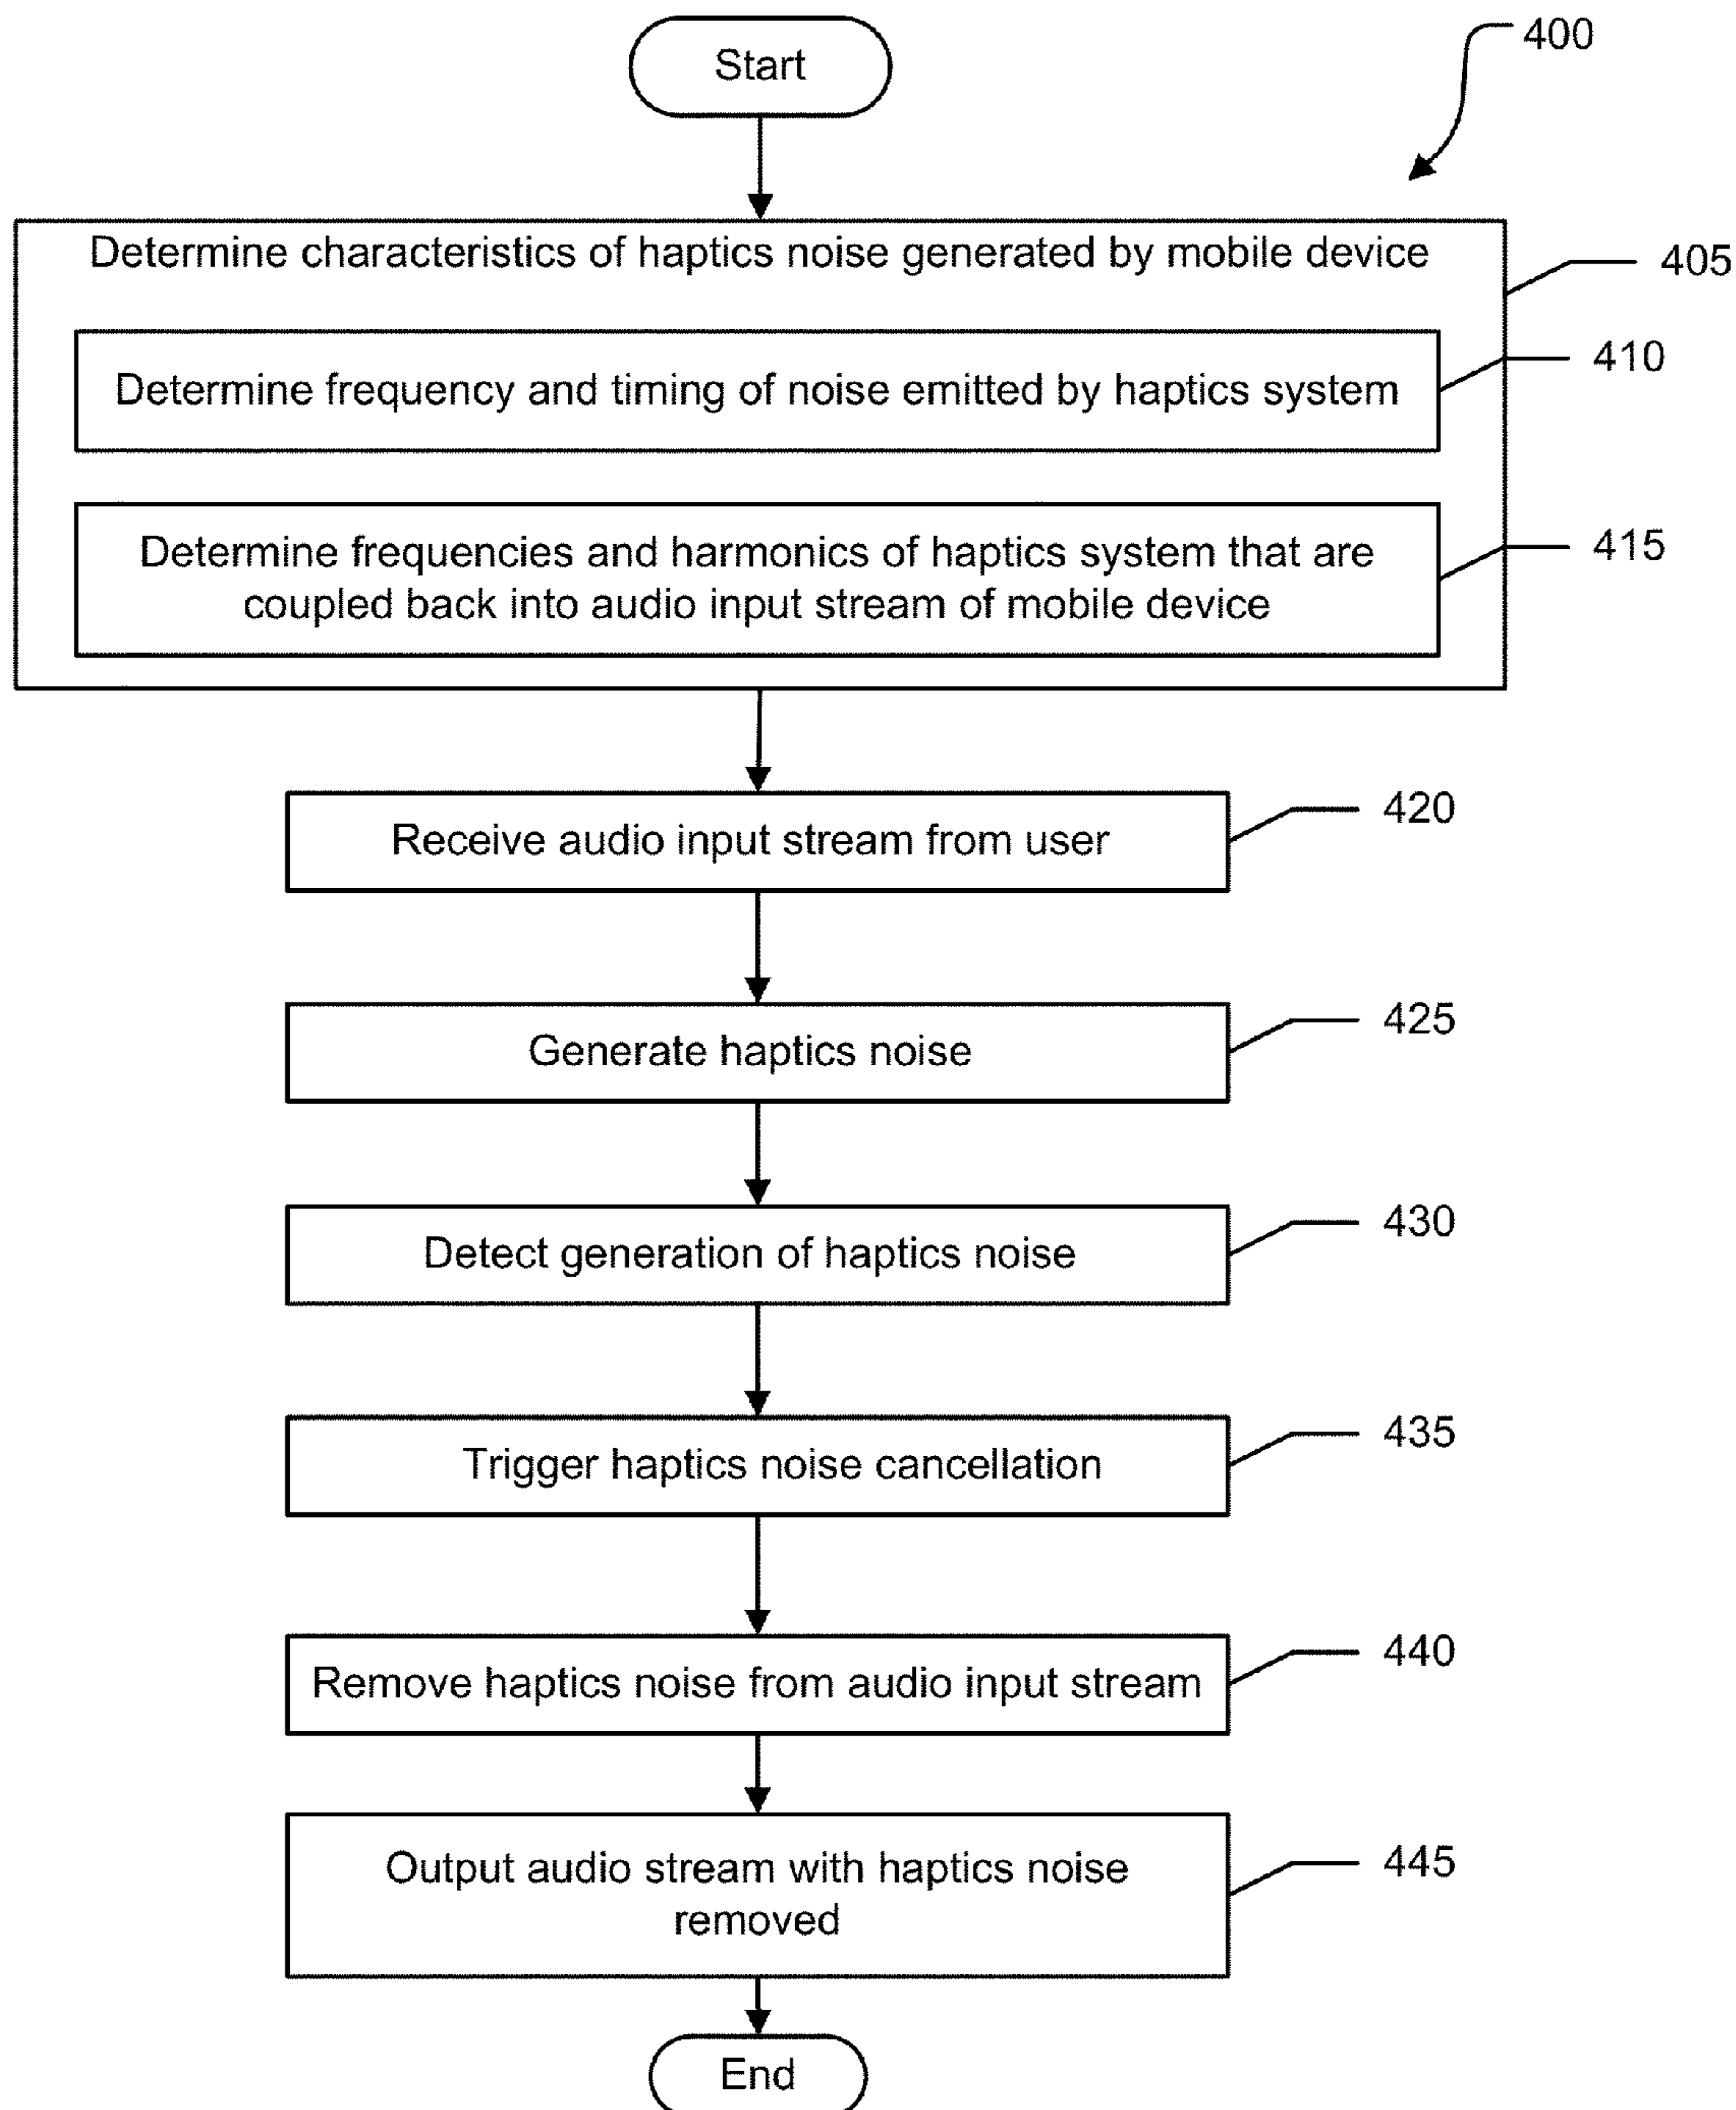 Start
400
Determine characteristics of haptics noise generated by mobile device
405
Determine frequency and timing of noise emitted by haptics system
410
Determine frequencies and harmonics of haptics system that are
coupled back into audio input stream of mobile device
415
Receive audio input stream from user
420
Generate haptics noise
425
Detect generation of haptics noise
430
Trigger haptics noise cancellation
435
Remove haptics noise from audio input stream
440
Output audio stream with haptics noise
removed
445
End